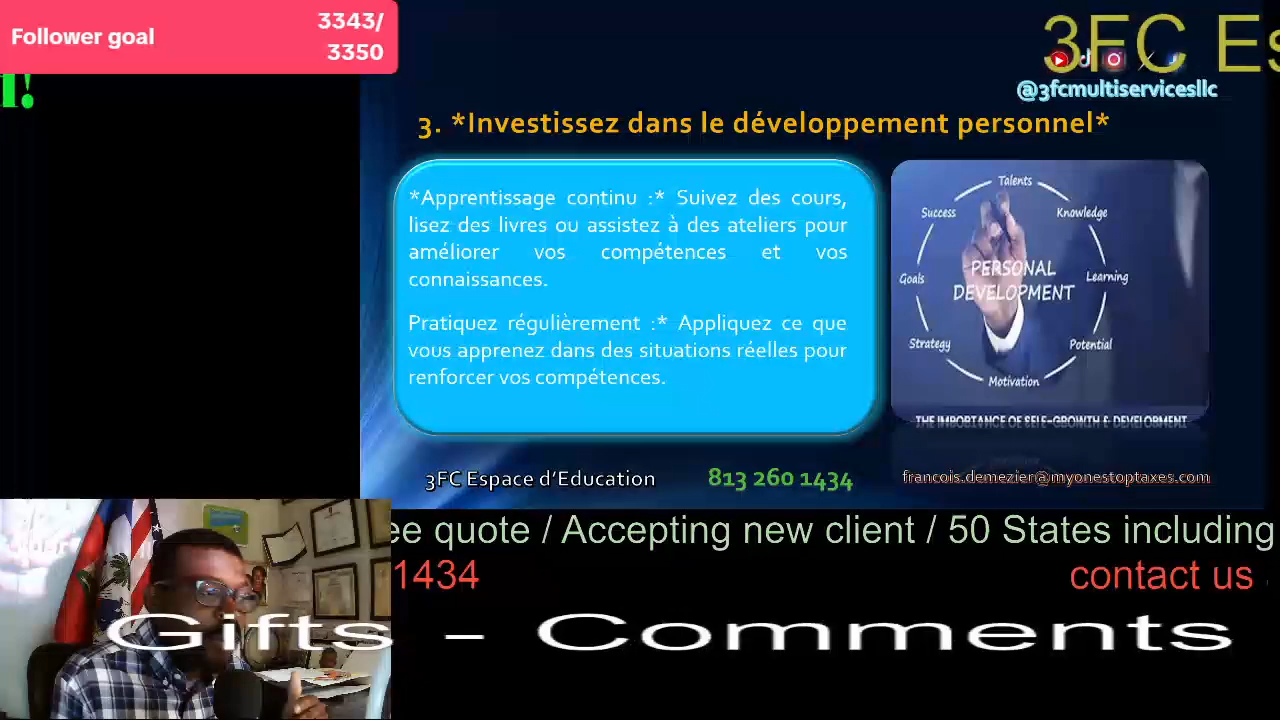 Follower goal
3343/
3350
3FC Es
@3fcmultiservicesllc
3. *Investissez dans le développement personnel*
*Apprentissage continu :* Suivez des cours,
lisez des livres ou assistez à des ateliers pour
améliorer vos compétences et vos
connaissances.
Pratiquez régulièrement :* Appliquez ce que
vous apprenez dans des situations réelles pour
renforcer vos compétences.
Talents
Success
Knowledge
Goals
PERSONAL
DEVELOPMENT
Learning
Strategy
Potential
Motivation
3FC Espace d'Education
813 260 1434
francois.demezier@myonestoptaxes.com
ee quote / Accepting new client / 50 States including
1434
contact us
Gifts - Comments